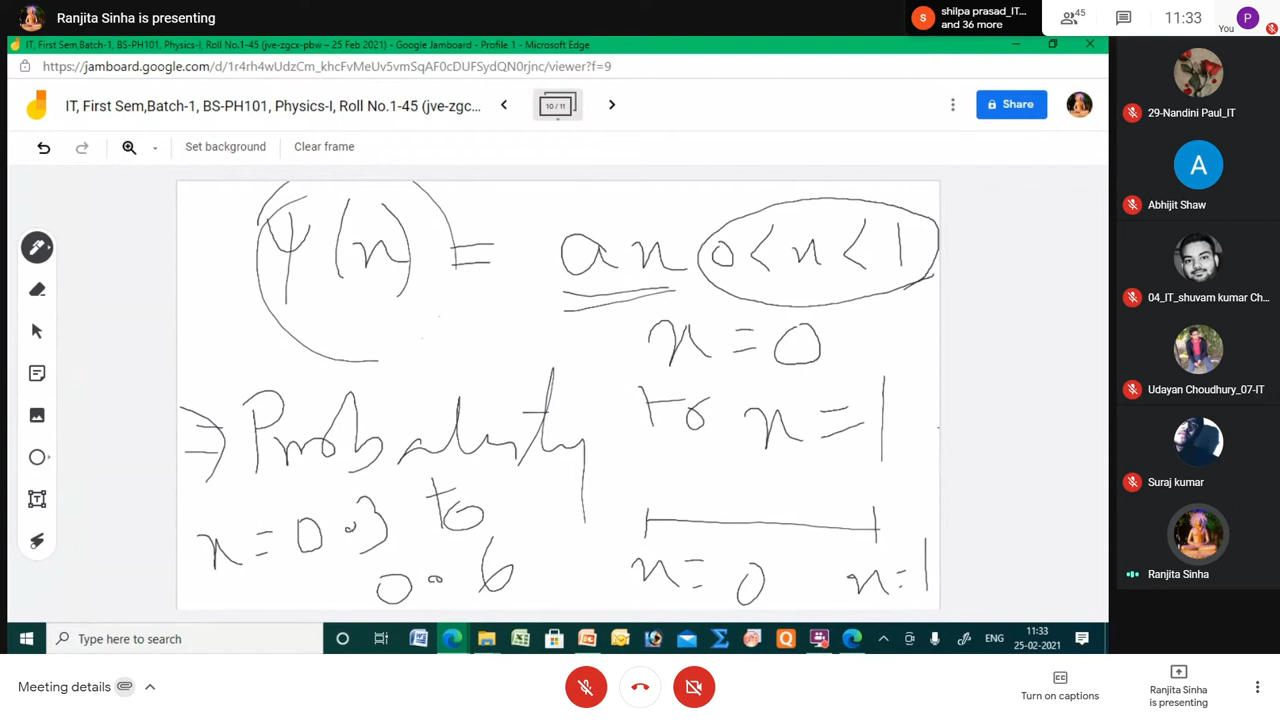 Ranjita Sinha is presenting
shilpa prasad_IT_...
and 36 more
45
11:33
You
P
IT, First Sem,Batch-1, BS-PH101, Physics-I, Roll No.1-45 (jve-zgcx-pbw – 25 Feb 2021) - Google Jamboard - Profile 1 - Microsoft Edge
https://jamboard.google.com/d/1r4rh4wUdzCm_khcFvMeUv5vmSqAF0cDUFSydQN0rjnc/viewer?f=9
IT, First Sem,Batch-1, BS-PH101, Physics-I, Roll No.1-45 (jve-zgc...
10 / 11
Share
Set background
Clear frame
ψ(x) = ax 0<x<1
x = 0
to x = 1
⇒ Probability
x = 0.3 to
0.6
x = 0 x = 1
29-Nandini Paul_IT
A
Abhijit Shaw
04_IT_shuvam kumar Ch...
Udayan Choudhury_07-IT
Suraj kumar
Ranjita Sinha
Type here to search
ENG
11:33
25-02-2021
Meeting details
Turn on captions
Ranjita Sinha
is presenting